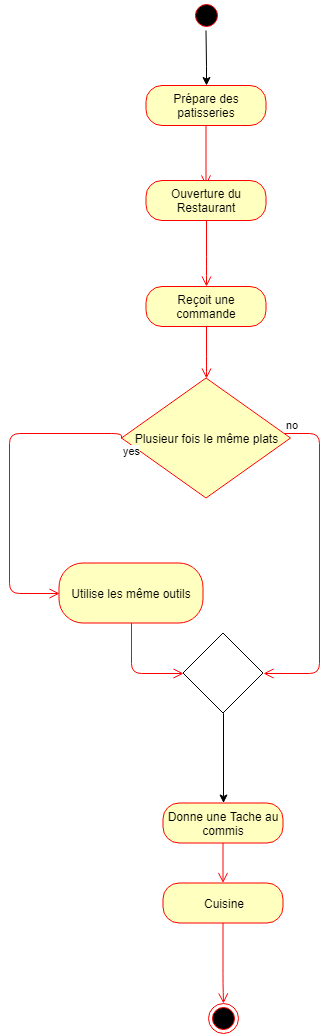 Prépare des
patisseries
Ouverture du
Restaurant
Reçoit une
commande
Plusieur fois le même plats
no
yes
Utilise les même outils
Donne une Tache au
commis
Cuisine